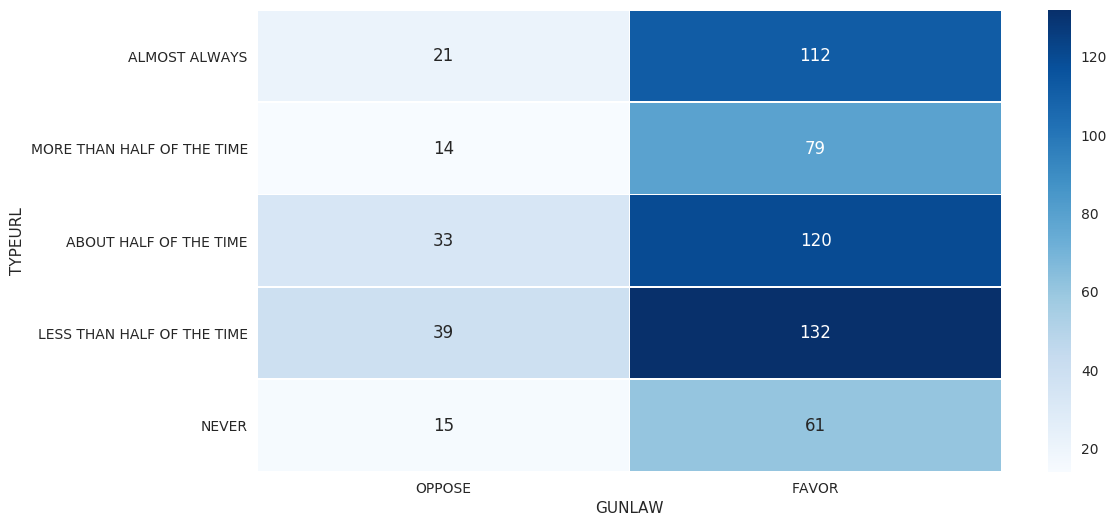 ALMOST ALWAYS 21 112
MORE THAN HALF OF THE TIME 14 79
ABOUT HALF OF THE TIME 33 120
LESS THAN HALF OF THE TIME 39 132
NEVER 15 61
OPPOSE FAVOR
GUNLAW
TYPEURL
120
100
80
60
40
20